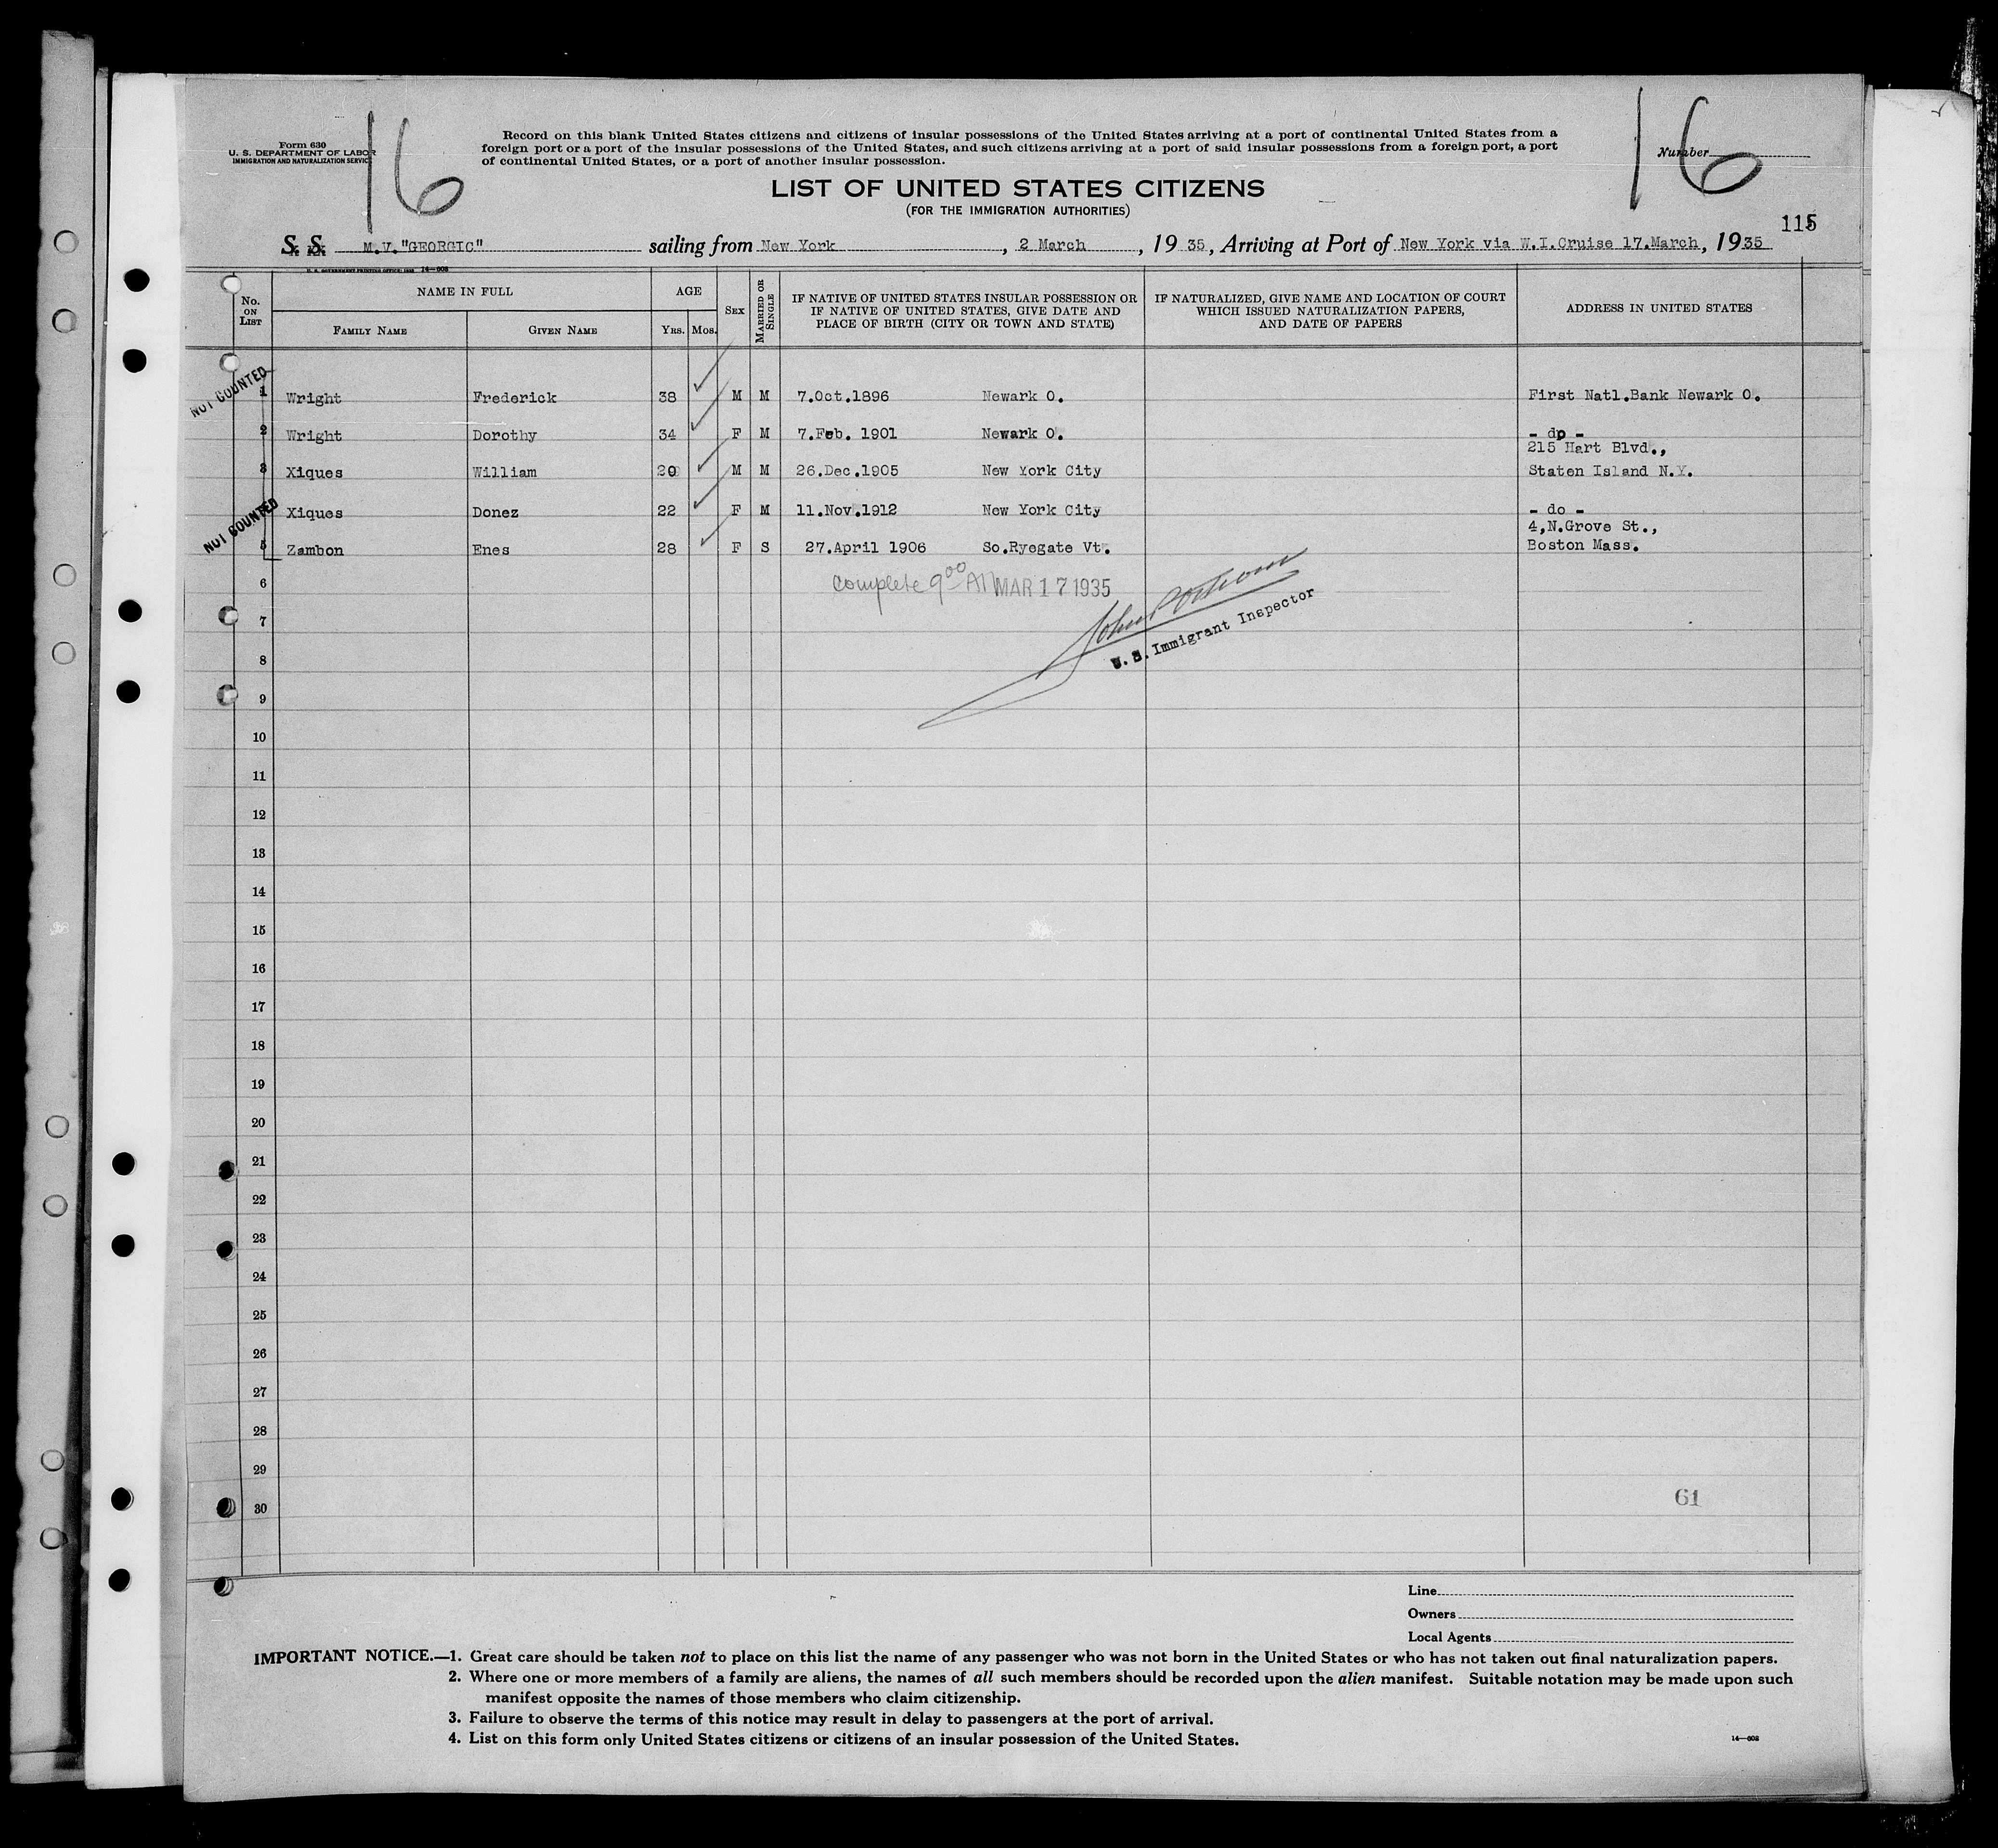 16
16
Form 630
U. S. DEPARTMENT OF LABOR
IMMIGRATION AND NATURALIZATION SERVICE
Record on this blank United States citizens and citizens of insular possessions of the United States arriving at a port of continental United States from a
foreign port or a port of the insular possessions of the United States, and such citizens arriving at a port of said insular possessions from a foreign port, a port
of continental United States, or a port of another insular possession.
Number
LIST OF UNITED STATES CITIZENS
(FOR THE IMMIGRATION AUTHORITIES)
115
S. S. M.V."GEORGIC" sailing from New York, 2 March, 1935, Arriving at Port of New York via W.I.Cruise 17.March, 1935
U. S. GOVERNMENT PRINTING OFFICE: 14—608
No. ON LIST
NAME IN FULL
FAMILY NAME GIVEN NAME
AGE
YRS. MOS.
SEX
MARRIED OR SINGLE
IF NATIVE OF UNITED STATES INSULAR POSSESSION OR
IF NATIVE OF UNITED STATES, GIVE DATE AND
PLACE OF BIRTH (CITY OR TOWN AND STATE)
IF NATURALIZED, GIVE NAME AND LOCATION OF COURT
WHICH ISSUED NATURALIZATION PAPERS,
AND DATE OF PAPERS
ADDRESS IN UNITED STATES
NOT COUNTED
1 Wright Frederick 38 M M 7.Oct.1896 Newark O. First Natl.Bank Newark O.
2 Wright Dorothy 34 F M 7.Feb. 1901 Newark O. - do -
215 Hart Blvd.,
3 Xiques William M M 26.Dec.1905 New York City Staten Island N.Y.
NOT COUNTED
Xiques Donez 22 F M 11.Nov.1912 New York City - do -
4,N.Grove St.,
5 Zambon Enes 28 F S 27.April 1906 So.Ryegate Vt. Boston Mass.
6
complete 9 00 AM MAR 17 1935
7
John
U. S. Immigrant Inspector
8
9
10
11
12
13
14
15
16
17
18
19
20
21
22
23
24
25
26
27
28
29
30
61
Line
Owners
Local Agents
IMPORTANT NOTICE.—1. Great care should be taken not to place on this list the name of any passenger who was not born in the United States or who has not taken out final naturalization papers.
2. Where one or more members of a family are aliens, the names of all such members should be recorded upon the alien manifest. Suitable notation may be made upon such
manifest opposite the names of those members who claim citizenship.
3. Failure to observe the terms of this notice may result in delay to passengers at the port of arrival.
4. List on this form only United States citizens or citizens of an insular possession of the United States.
14—608